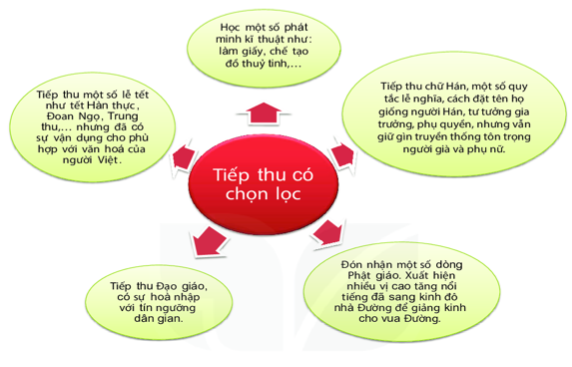 Học một số phát
minh kĩ thuật như:
làm giấy, chế tạo
đồ thuỷ tinh,...
Tiếp thu một số lễ tết
như tết Hàn thực,
Đoan Ngọ, Trung
thu,... nhưng đã có
sự vận dụng cho phù
hợp với văn hoá của
người Việt.
Tiếp thu chữ Hán, một số quy
tắc lễ nghĩa, cách đặt tên họ
giống người Hán, tư tưởng gia
trưởng, phụ quyền, nhưng vẫn
giữ gìn truyền thống tôn trọng
người già và phụ nữ.
Tiếp thu có
chọn lọc
Tiếp thu Đạo giáo,
có sự hoà nhập
với tín ngưỡng
dân gian.
Đón nhận một số dòng
Phật giáo. Xuất hiện
nhiều vị cao tăng nổi
tiếng đã sang kinh đô
nhà Đường để giảng kinh
cho vua Đường.